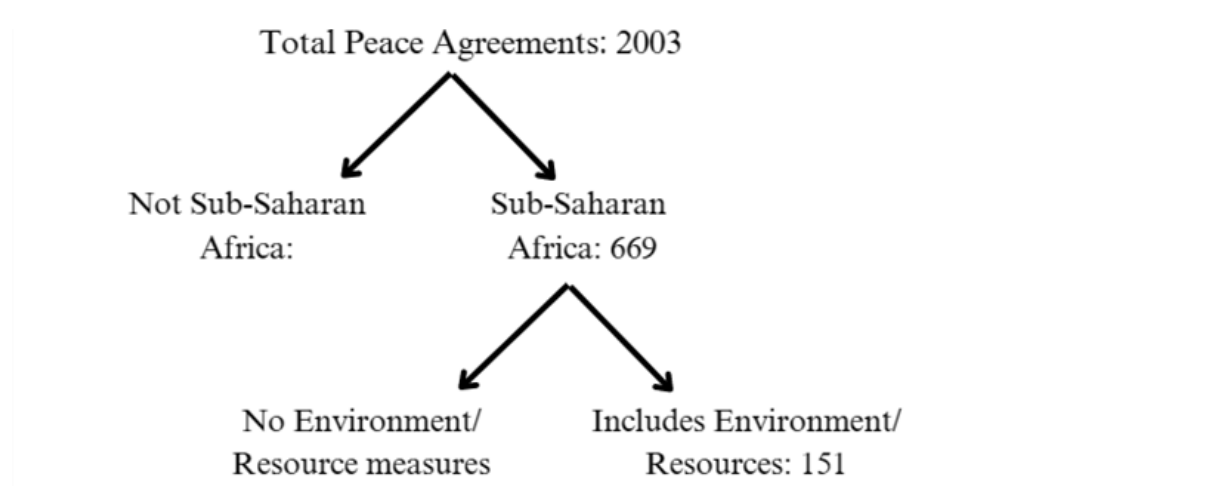 Total Peace Agreements: 2003
Not Sub-Saharan
Africa:
Sub-Saharan
Africa: 669
No Environment/
Resource measures
Includes Environment/
Resources: 151